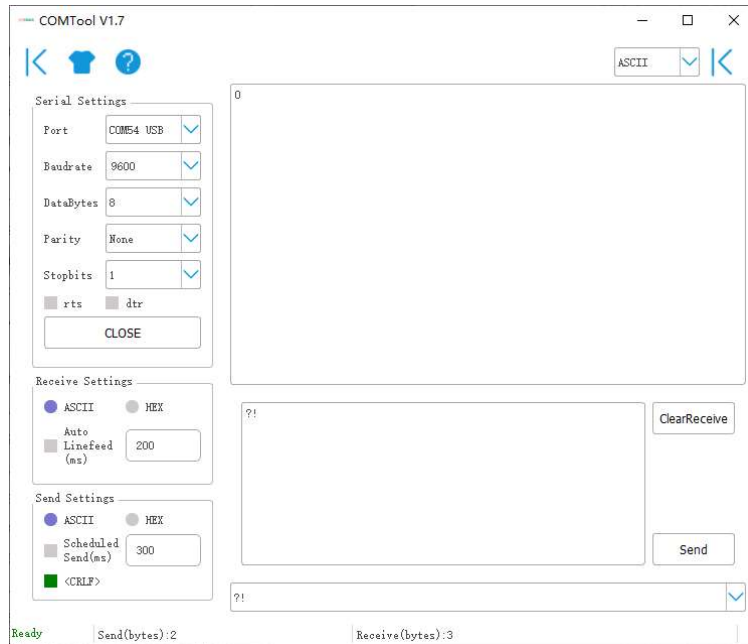 COMTool V1.7
ASCII
Serial Settings
Port COM54 USB
Baudrate 9600
DataBytes 8
Parity None
Stopbits 1
rts dtr
CLOSE
Receive Settings
ASCII HEX
Auto
Linefeed
(ms)
200
Send Settings
ASCII HEX
Scheduled
Send(ms)
300
<CRLF>
0
?!
ClearReceive
Send
?!
Ready Send(bytes):2 Receive(bytes):3